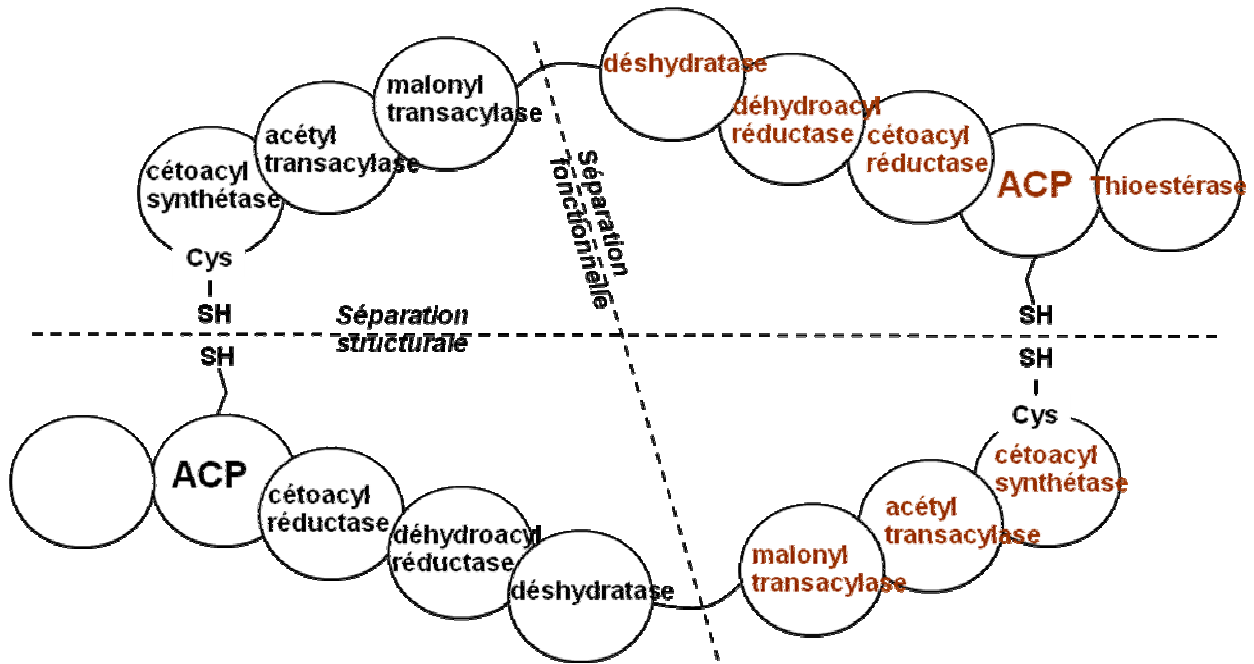 malonyl
transacylase
acétyl
transacylase
cétoacyl
synthétase
Cys
SH
déshydratase
déhydroacyl
réductase
cétoacyl
réductase
ACP
Thioestérase
SH
Séparation
fonctionnelle
Séparation
structurale
SH
ACP
cétoacyl
réductase
déhydroacyl
réductase
déshydratase
SH
Cys
cétoacyl
synthétase
acétyl
transacylase
malonyl
transacylase